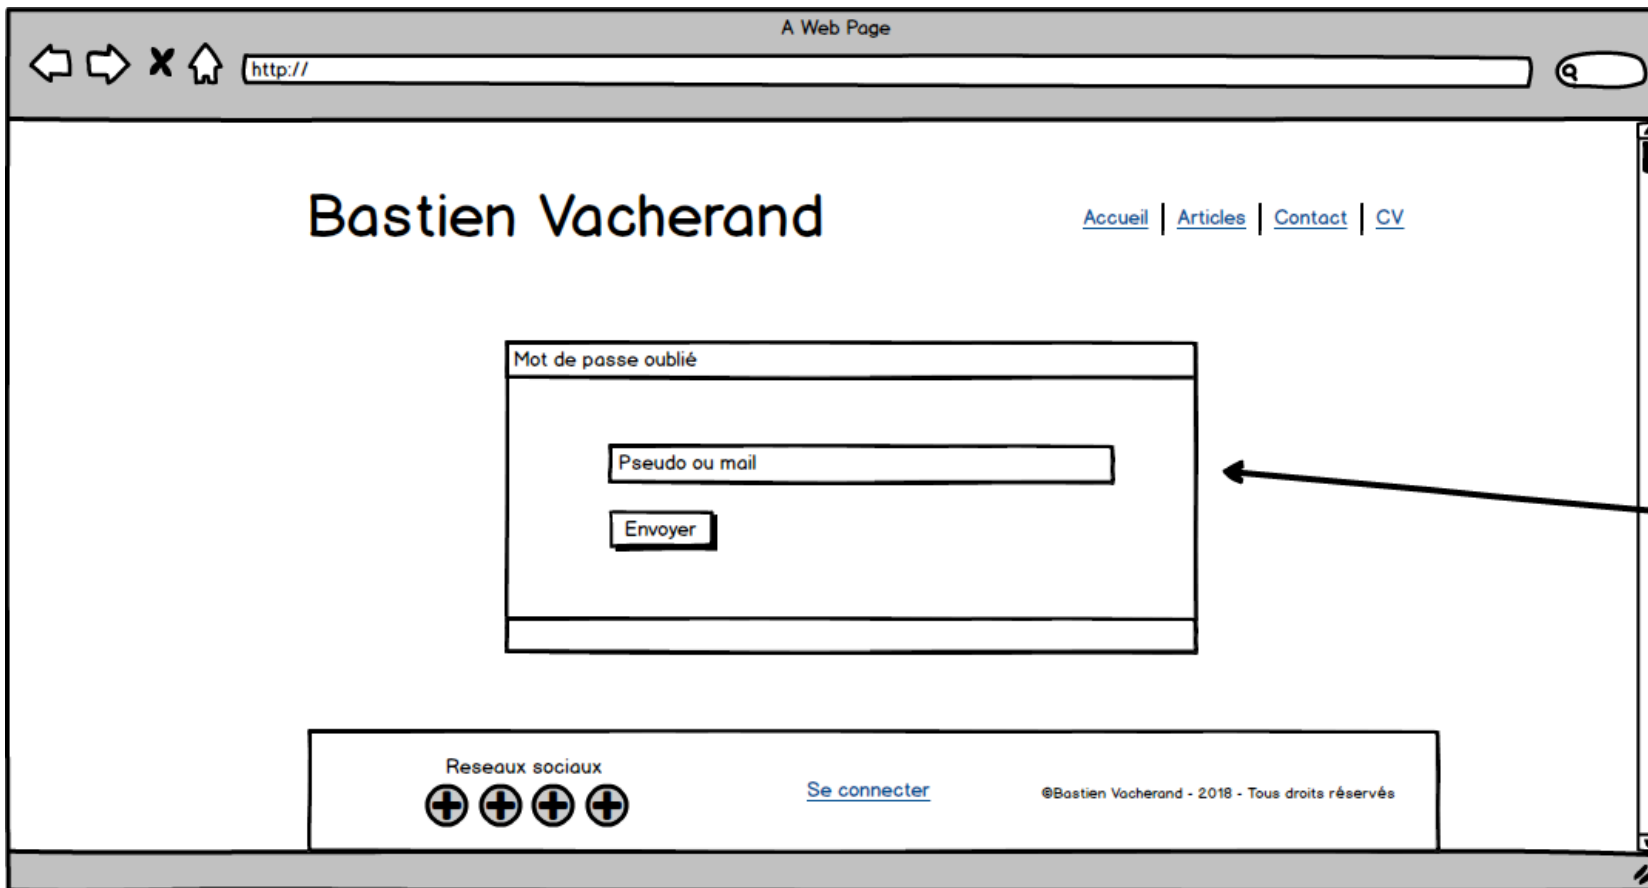 A Web Page
http://
Bastien Vacherand
Accueil | Articles | Contact | CV
Mot de passe oublié
Pseudo ou mail
Envoyer
Reseaux sociaux
Se connecter
©Bastien Vacherand - 2018 - Tous droits réservés